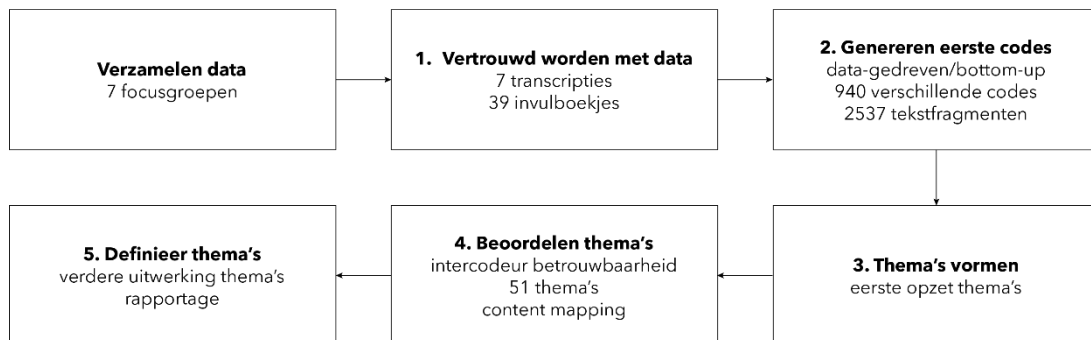 Verzamelen data
7 focusgroepen
1. Vertrouwd worden met data
7 transcripties
39 invulboekjes
2. Genereren eerste codes
data-gedreven/bottom-up
940 verschillende codes
2537 tekstfragmenten
3. Thema's vormen
eerste opzet thema's
4. Beoordelen thema's
intercodeur betrouwbaarheid
51 thema's
content mapping
5. Definieer thema's
verdere uitwerking thema's
rapportage